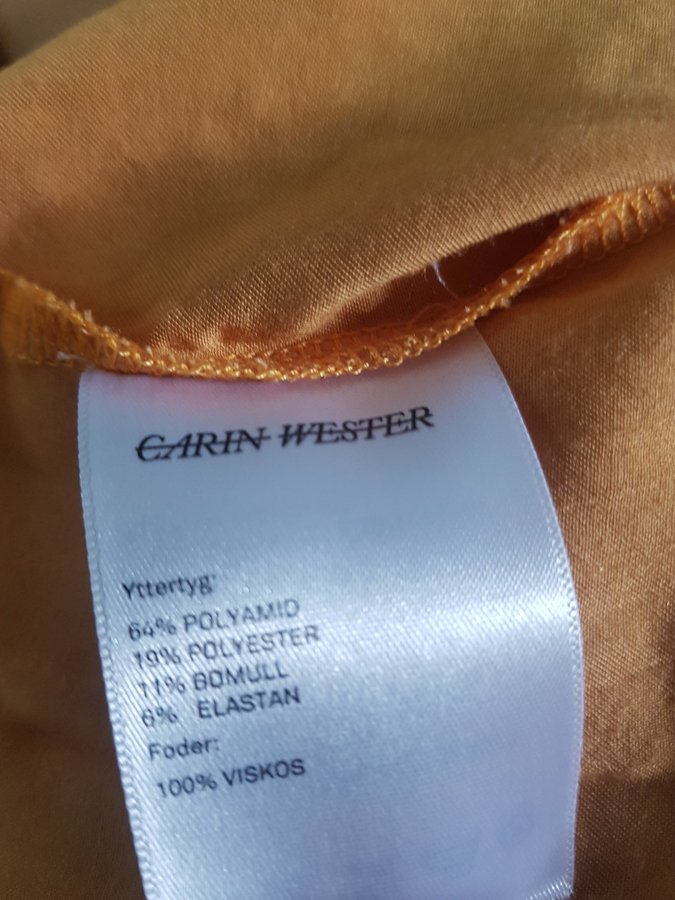 CARIN WESTER
Yttertyg:
64% POLYAMID
19% POLYESTER
11% BOMULL
6% ELASTAN
Foder:
100% VISKOS